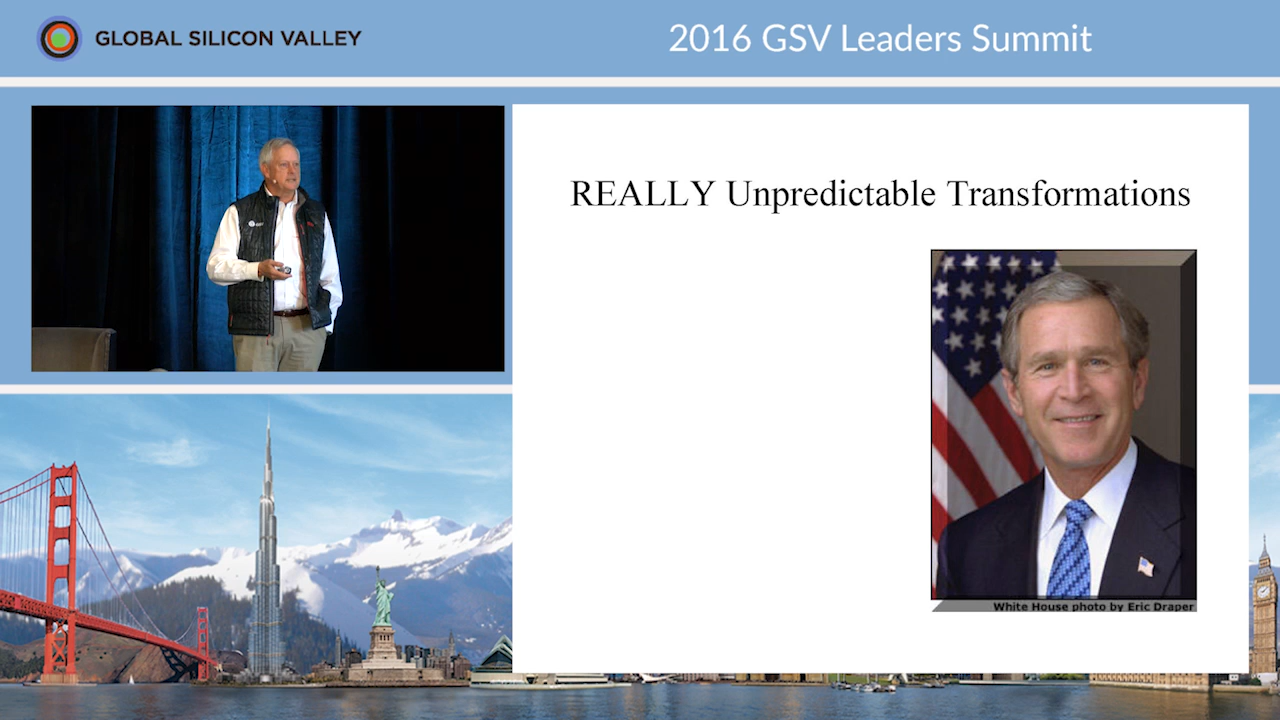 GLOBAL SILICON VALLEY
2016 GSV Leaders Summit
REALLY Unpredictable Transformations
White House photo by Eric Draper